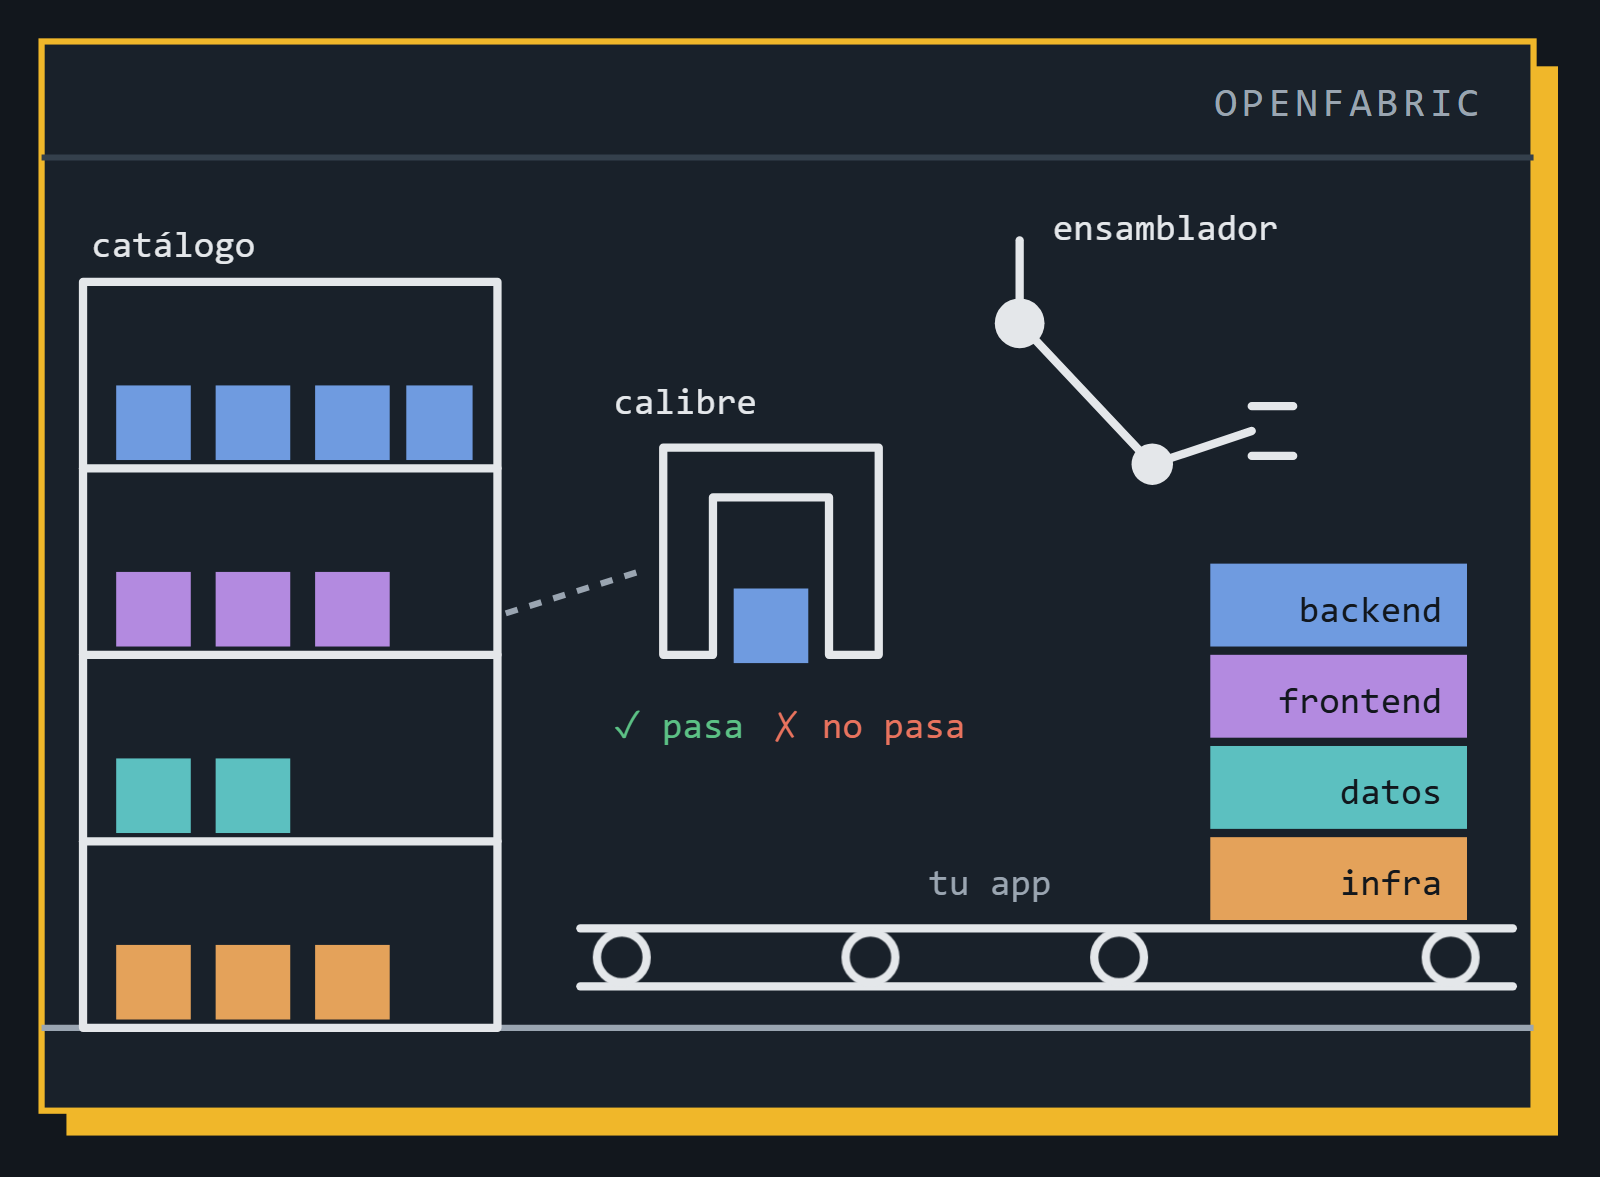 OPENFABRIC
catálogo
ensamblador
calibre
✓ pasa ✗ no pasa
backend
frontend
datos
infra
tu app